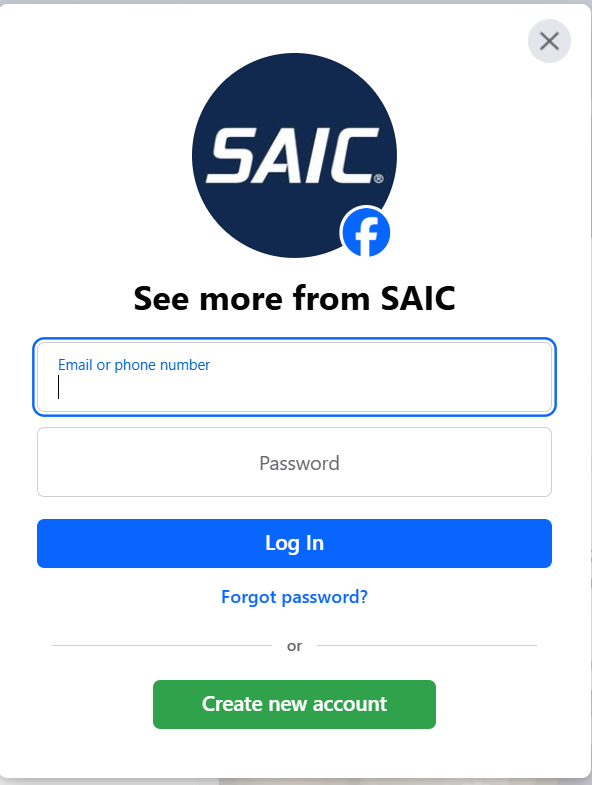 SAIC®
See more from SAIC
Email or phone number
Password
Log In
Forgot password?
or
Create new account